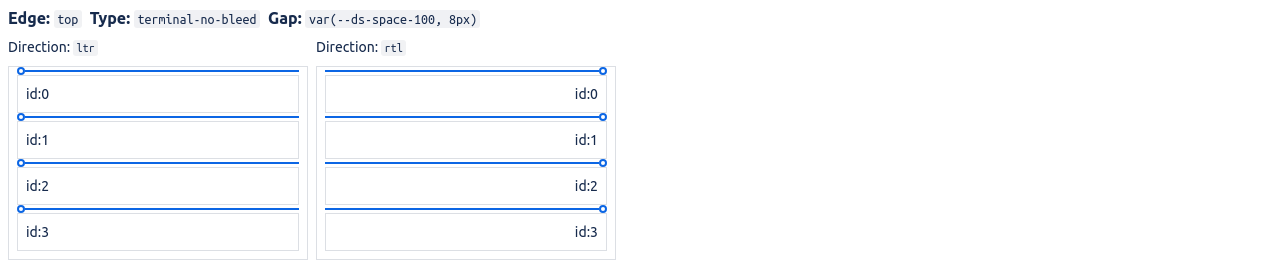 Edge: top Type: terminal-no-bleed Gap: var(--ds-space-100, 8px)
Direction: ltr
id:0
id:1
id:2
id:3
Direction: rtl
id:0
id:1
id:2
id:3